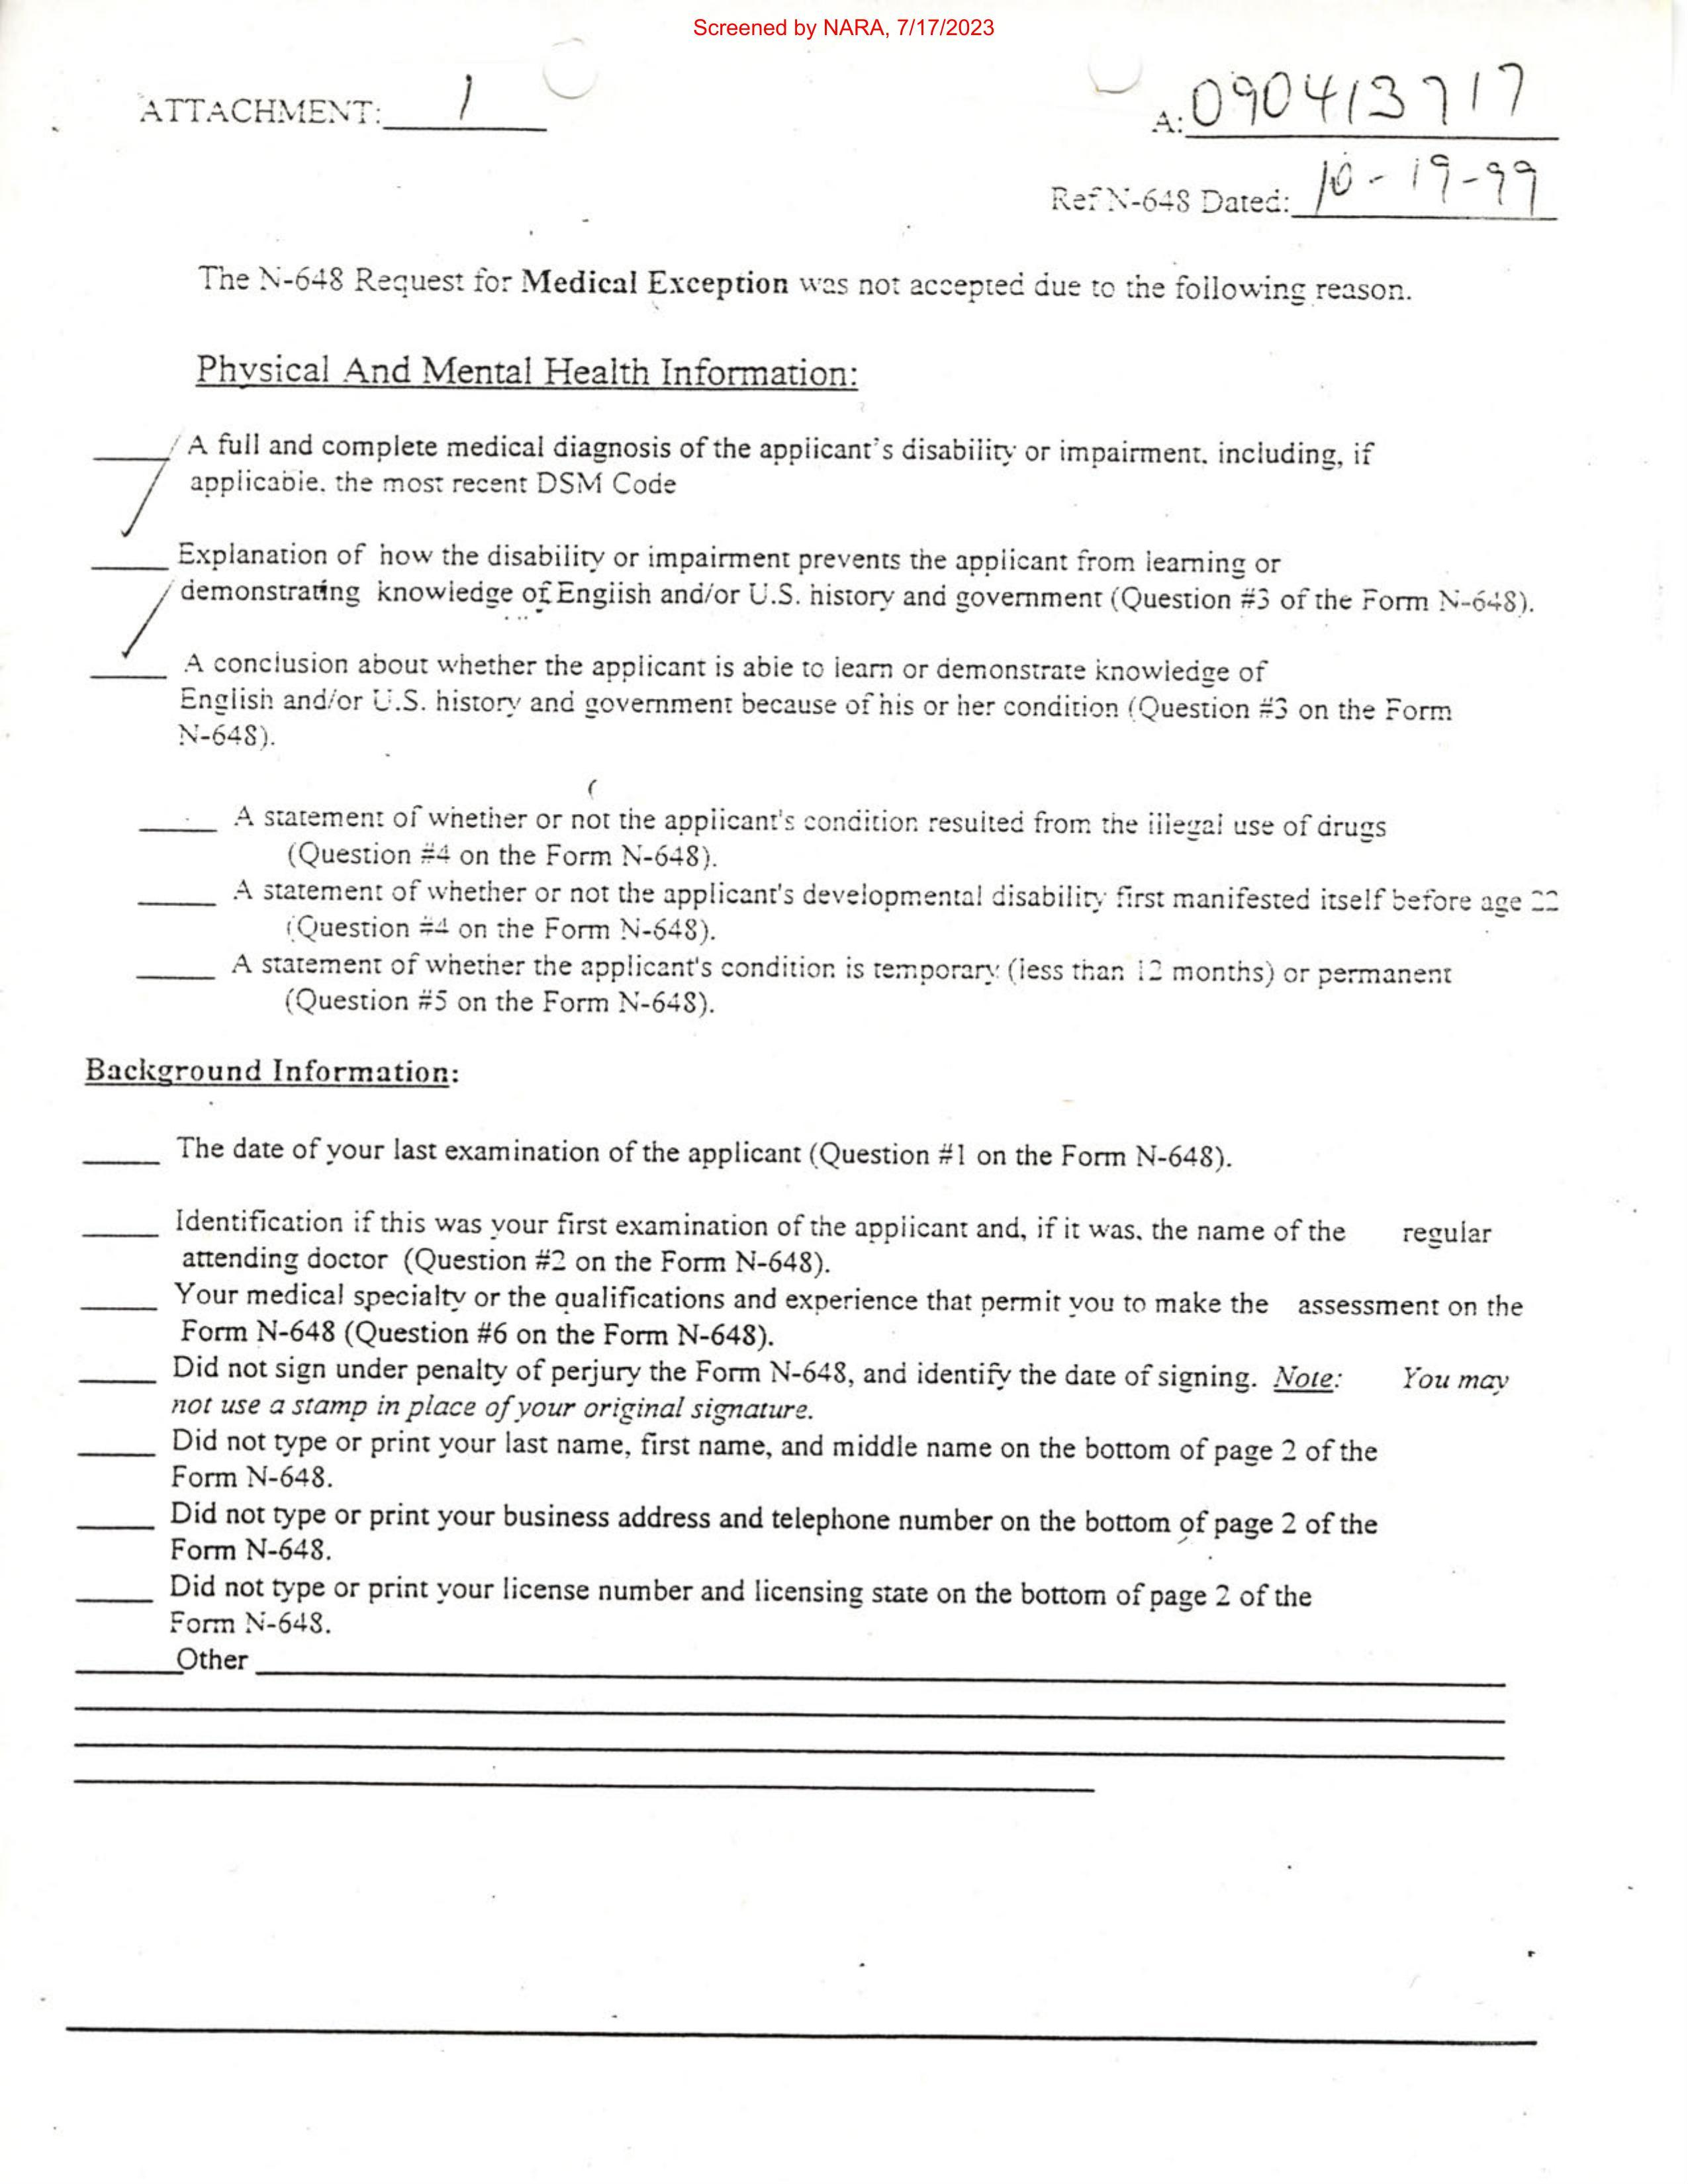 Screened by NARA, 7/17/2023
ATTACHMENT: 1
A: 090413717
Ref N-648 Dated: 10-19-99
The N-648 Request for Medical Exception was not accepted due to the following reason.
Physical And Mental Health Information:
A full and complete medical diagnosis of the applicant's disability or impairment, including, if
applicable, the most recent DSM Code
Explanation of how the disability or impairment prevents the applicant from learning or
demonstrating knowledge of English and/or U.S. history and government (Question #3 of the Form N-648).
A conclusion about whether the applicant is able to learn or demonstrate knowledge of
English and/or U.S. history and government because of his or her condition (Question #3 on the Form
N-648).
A statement of whether or not the applicant's condition resulted from the illegal use of drugs
(Question #4 on the Form N-648).
A statement of whether or not the applicant's developmental disability first manifested itself before age 22
(Question #4 on the Form N-648).
A statement of whether the applicant's condition is temporary (less than 12 months) or permanent
(Question #5 on the Form N-648).
Background Information:
The date of your last examination of the applicant (Question #1 on the Form N-648).
Identification if this was your first examination of the applicant and, if it was, the name of the regular
attending doctor (Question #2 on the Form N-648).
Your medical specialty or the qualifications and experience that permit you to make the assessment on the
Form N-648 (Question #6 on the Form N-648).
Did not sign under penalty of perjury the Form N-648, and identify the date of signing. Note: You may
not use a stamp in place of your original signature.
Did not type or print your last name, first name, and middle name on the bottom of page 2 of the
Form N-648.
Did not type or print your business address and telephone number on the bottom of page 2 of the
Form N-648.
Did not type or print your license number and licensing state on the bottom of page 2 of the
Form N-648.
Other